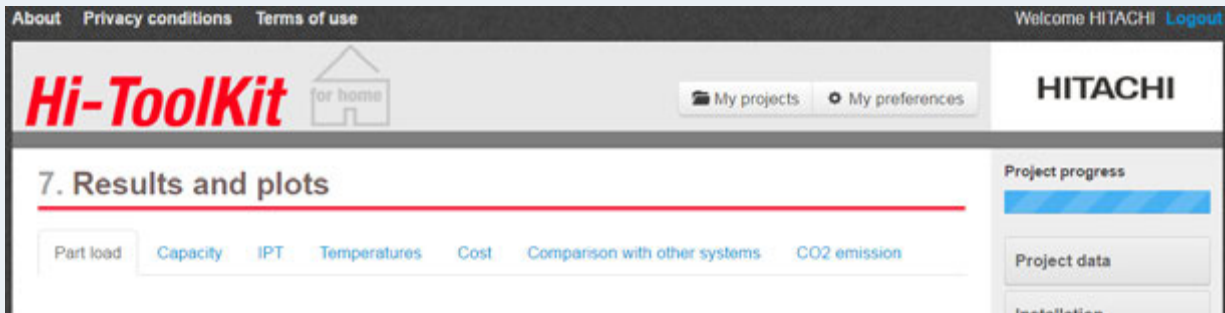 About Privacy conditions Terms of use Welcome HITACHI Logout
Hi-ToolKit for home My projects My preferences HITACHI
7. Results and plots
Project progress
Part load Capacity IPT Temperatures Cost Comparison with other systems CO2 emission
Project data
Installation